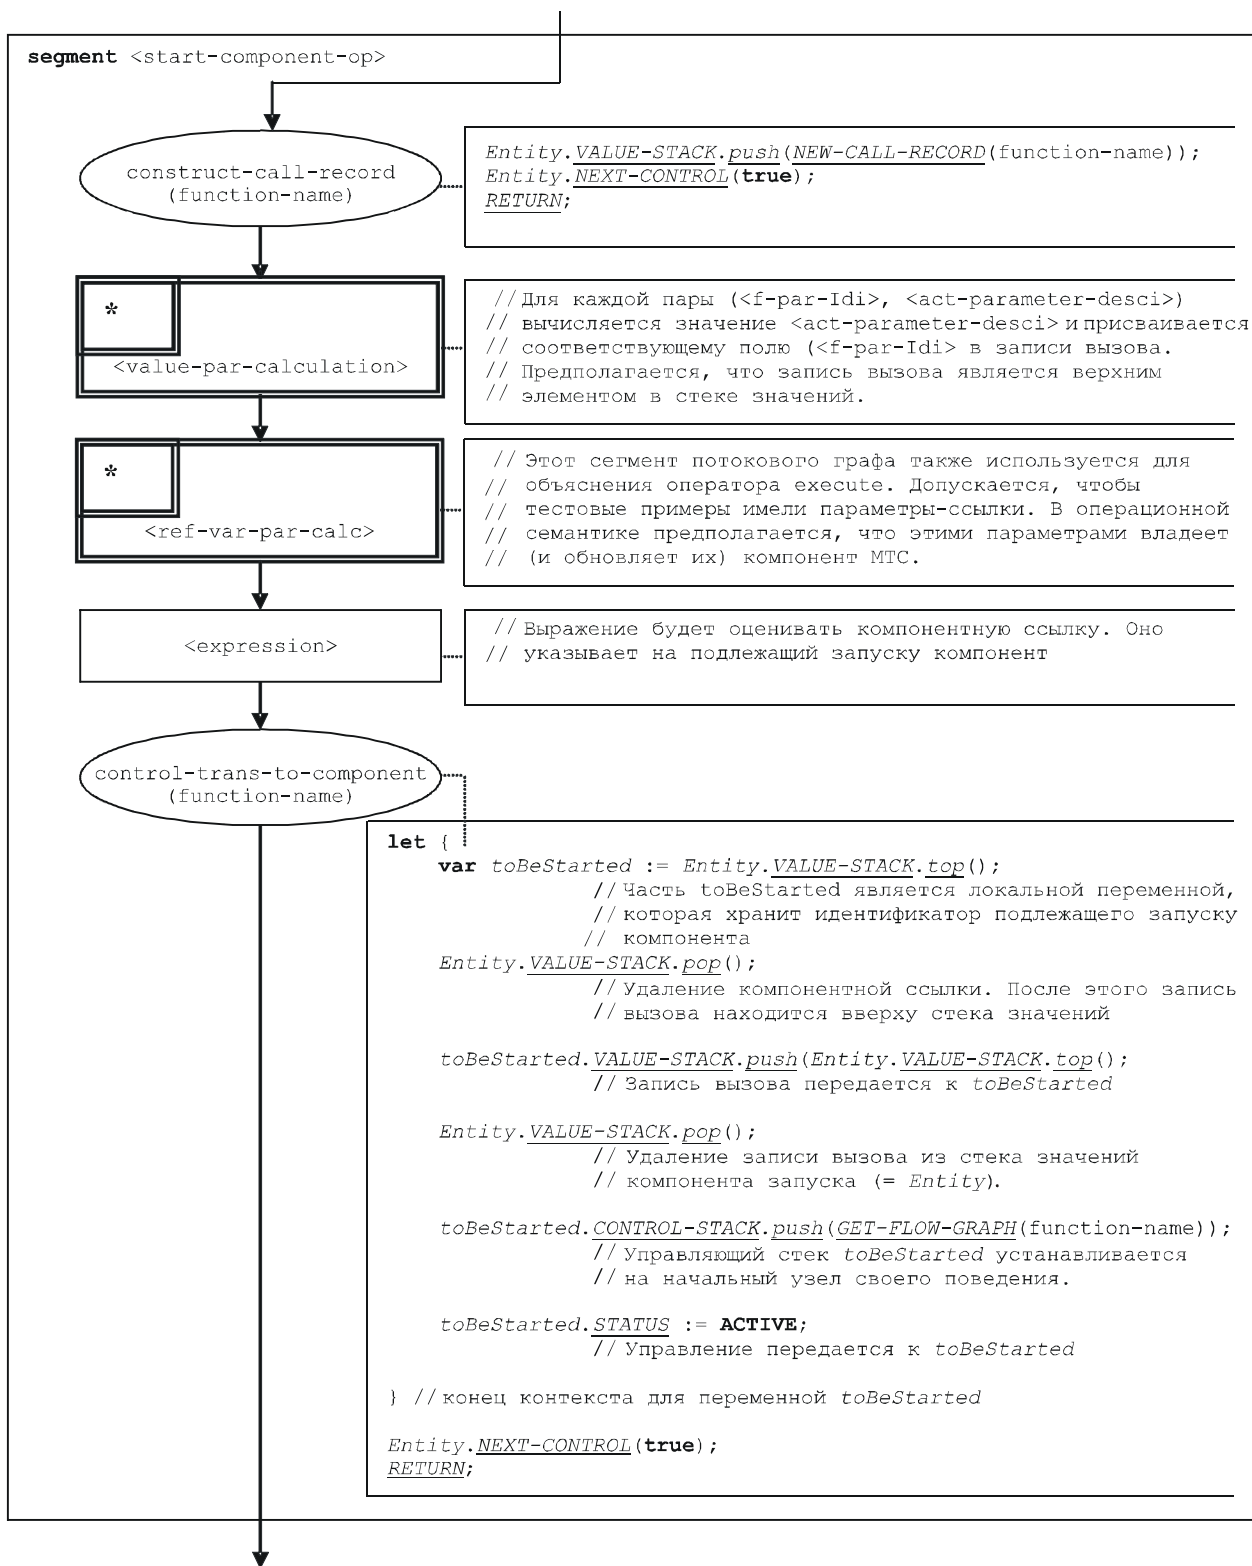 segment <start-component-op>
construct-call-record
(function-name)
Entity.VALUE-STACK.push(NEW-CALL-RECORD(function-name));
Entity.NEXT-CONTROL(true);
RETURN;
*
<value-par-calculation>
// Для каждой пары (<f-par-Idi>, <act-parameter-desci>)
// вычисляется значение <act-parameter-desci> и присваивается
// соответствующему полю (<f-par-Idi> в записи вызова.
// Предполагается, что запись вызова является верхним
// элементом в стеке значений.
*
<ref-var-par-calc>
// Этот сегмент потокового графа также используется для
// объяснения оператора execute. Допускается, чтобы
// тестовые примеры имели параметры-ссылки. В операционной
// семантике предполагается, что этими параметрами владеет
// (и обновляет их) компонент МТС.
<expression>
// Выражение будет оценивать компонентную ссылку. Оно
// указывает на подлежащий запуску компонент
control-trans-to-component
(function-name)
let {
var toBeStarted := Entity.VALUE-STACK.top();
// Часть toBeStarted является локальной переменной,
// которая хранит идентификатор подлежащего запуску
// компонента
Entity.VALUE-STACK.pop();
// Удаление компонентной ссылки. После этого запись
// вызова находится вверху стека значений
toBeStarted.VALUE-STACK.push(Entity.VALUE-STACK.top();
// Запись вызова передается к toBeStarted
Entity.VALUE-STACK.pop();
// Удаление записи вызова из стека значений
// компонента запуска (= Entity).
toBeStarted.CONTROL-STACK.push(GET-FLOW-GRAPH(function-name));
// Управляющий стек toBeStarted устанавливается
// на начальный узел своего поведения.
toBeStarted.STATUS := ACTIVE;
// Управление передается к toBeStarted
} // конец контекста для переменной toBeStarted
Entity.NEXT-CONTROL(true);
RETURN;